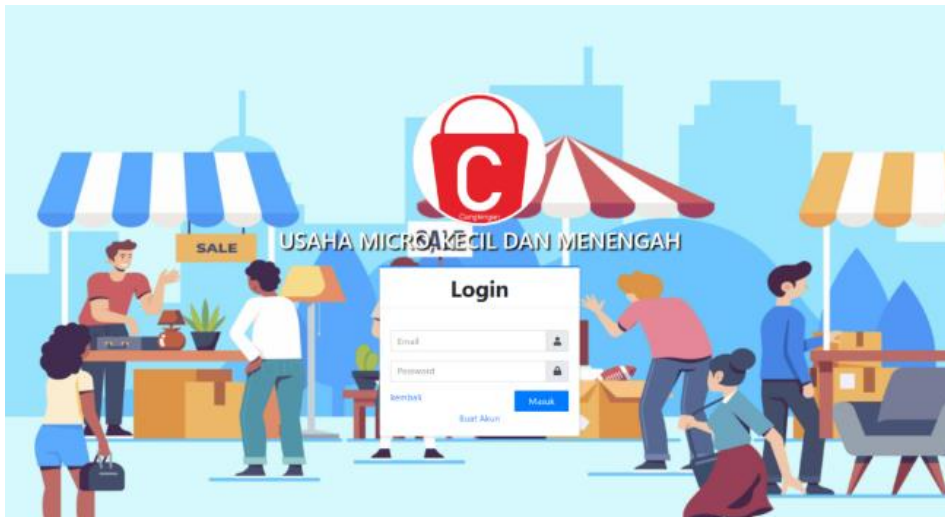 C
SALE
USAHA MICRO, KECIL DAN MENENGAH
Login
Email
Password
kembali
Masuk
Buat Akun